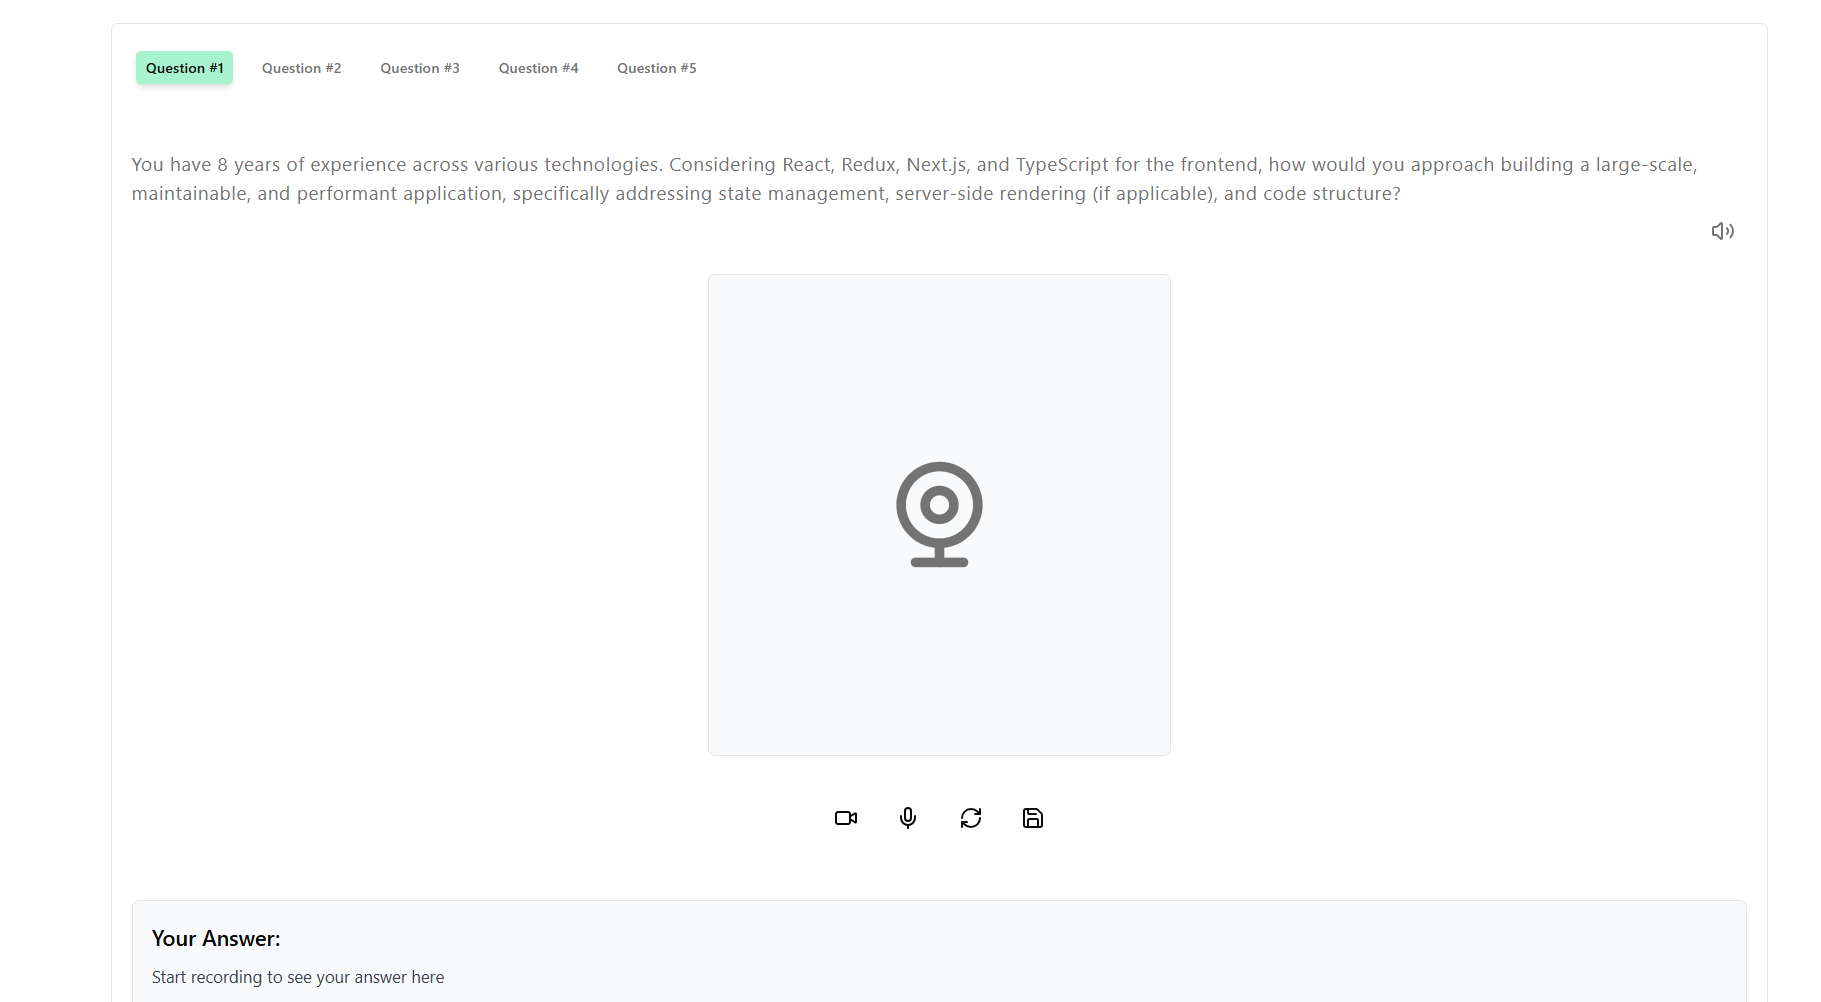 Question #1
Question #2
Question #3
Question #4
Question #5
You have 8 years of experience across various technologies. Considering React, Redux, Next.js, and TypeScript for the frontend, how would you approach building a large-scale,
maintainable, and performant application, specifically addressing state management, server-side rendering (if applicable), and code structure?
Your Answer:
Start recording to see your answer here